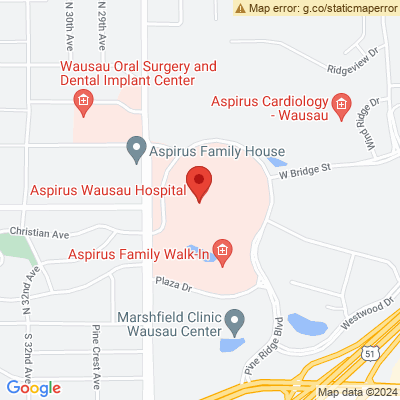 Map error: g.co/staticmaperror
N 30th Ave
N 29th Ave
Ridgeview Dr
Wausau Oral Surgery and
Dental Implant Center
Aspirus Cardiology
- Wausau
Wind Ridge Dr
Aspirus Family House
W Bridge St
Aspirus Wausau Hospital
Christian Ave
Aspirus Family Walk-In
N 32nd Ave
Plaza Dr
Marshfield Clinic
Wausau Center
Westwood Dr
Pine Ridge Blvd
S 32nd Ave
Pine Crest Ave
51
Google
Map data ©2024